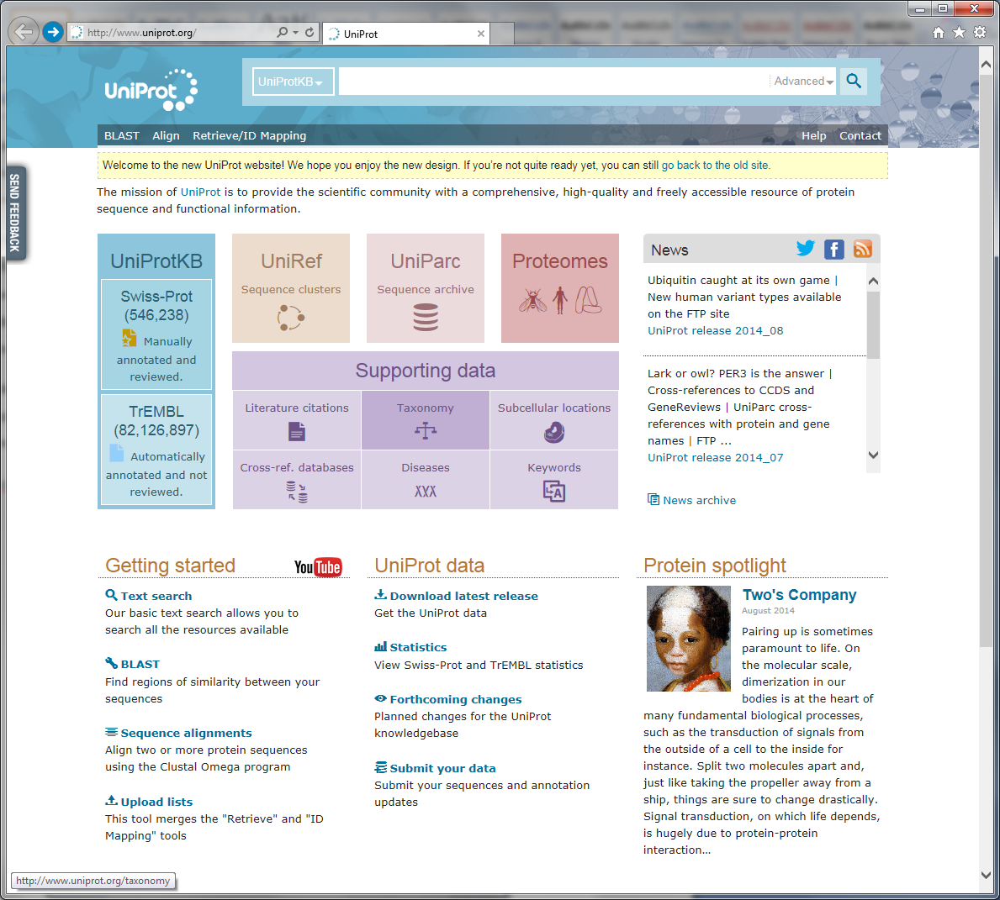 http://www.uniprot.org/
UniProt
UniProt
UniProtKB
Advanced
BLAST Align Retrieve/ID Mapping Help Contact
SEND FEEDBACK
Welcome to the new UniProt website! We hope you enjoy the new design. If you're not quite ready yet, you can still go back to the old site.
The mission of UniProt is to provide the scientific community with a comprehensive, high-quality and freely accessible resource of protein
sequence and functional information.
UniProtKB
Swiss-Prot
(546,238)
Manually
annotated and
reviewed.
TrEMBL
(82,126,897)
Automatically
annotated and not
reviewed.
UniRef
Sequence clusters
UniParc
Sequence archive
Proteomes
Supporting data
Literature citations
Taxonomy
Subcellular locations
Cross-ref. databases
Diseases
Keywords
A
News
Ubiquitin caught at its own game |
New human variant types available
on the FTP site
UniProt release 2014_08
Lark or owl? PER3 is the answer |
Cross-references to CCDS and
GeneReviews | UniParc cross-
references with protein and gene
names | FTP ...
UniProt release 2014_07
News archive
Getting started
YouTube
Text search
Our basic text search allows you to
search all the resources available
BLAST
Find regions of similarity between your
sequences
Sequence alignments
Align two or more protein sequences
using the Clustal Omega program
Upload lists
This tool merges the "Retrieve" and "ID
Mapping" tools
UniProt data
Download latest release
Get the UniProt data
Statistics
View Swiss-Prot and TrEMBL statistics
Forthcoming changes
Planned changes for the UniProt
knowledgebase
Submit your data
Submit your sequences and annotation
updates
Protein spotlight
Two's Company
August 2014
Pairing up is sometimes
paramount to life. On
the molecular scale,
dimerization in our
bodies is at the heart of
many fundamental biological processes,
such as the transduction of signals from
the outside of a cell to the inside for
instance. Split two molecules apart and,
just like taking the propeller away from a
ship, things are sure to change drastically.
Signal transduction, on which life depends,
is hugely due to protein-protein
interaction...
http://www.uniprot.org/taxonomy